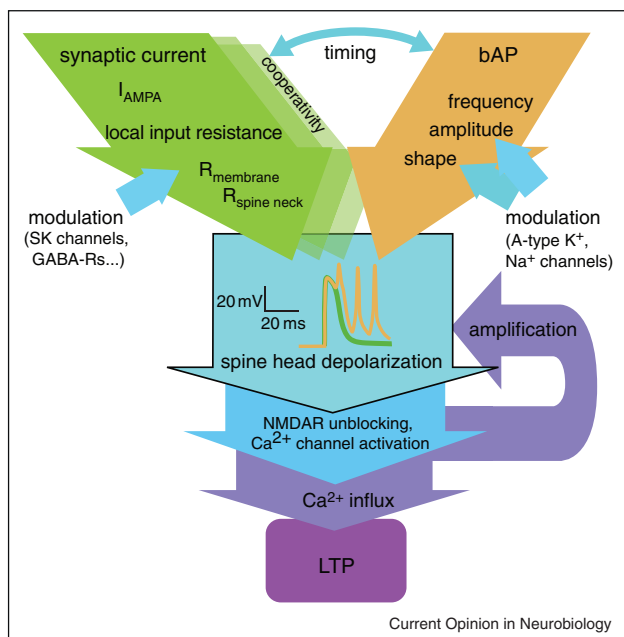 synaptic current
I_AMPA
local input resistance
R_membrane
R_spine neck
cooperativity
timing
bAP
frequency
amplitude
shape
modulation
(SK channels,
GABA-Rs...)
modulation
(A-type K⁺,
Na⁺ channels)
20 mV
20 ms
spine head depolarization
amplification
NMDAR unblocking,
Ca²⁺ channel activation
Ca²⁺ influx
LTP
Current Opinion in Neurobiology